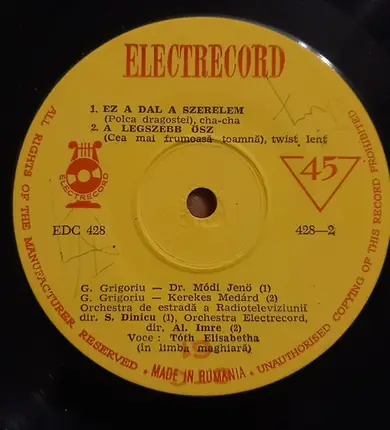 ELECTRECORD
1. EZ A DAL A SZERELEM
(Polca dragostei), cha-cha
2. A LEGSZEBB ŐSZ
(Cea mai frumoasă toamnă), twist lent
ELECTRECORD
45
EDC 428
428—2
G. Grigoriu — Dr. Módi Jenö (1)
G. Grigoriu — Kerekes Medárd (2)
Orchestra de estradă a Radioteleviziunii
dir. S. Dinicu (1), Orchestra Electrecord,
dir. Al. Imre (2)
Voce : Tóth Elisabetha
(în limba maghiară)
ALL RIGHTS OF THE MANUFACTURER RESERVED • MADE IN RUMANIA • UNAUTHORISED COPYING OF THIS RECORD PROHIBITED